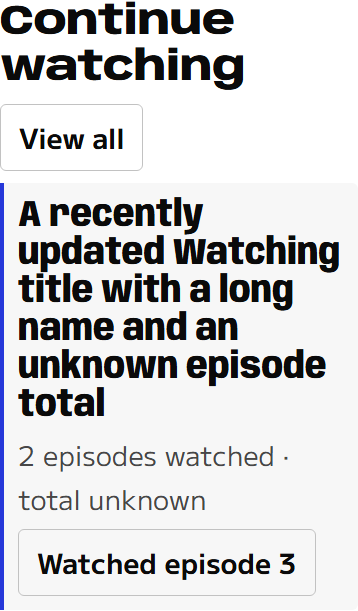 Continue
watching
View all
A recently
updated Watching
title with a long
name and an
unknown episode
total
2 episodes watched ·
total unknown
Watched episode 3